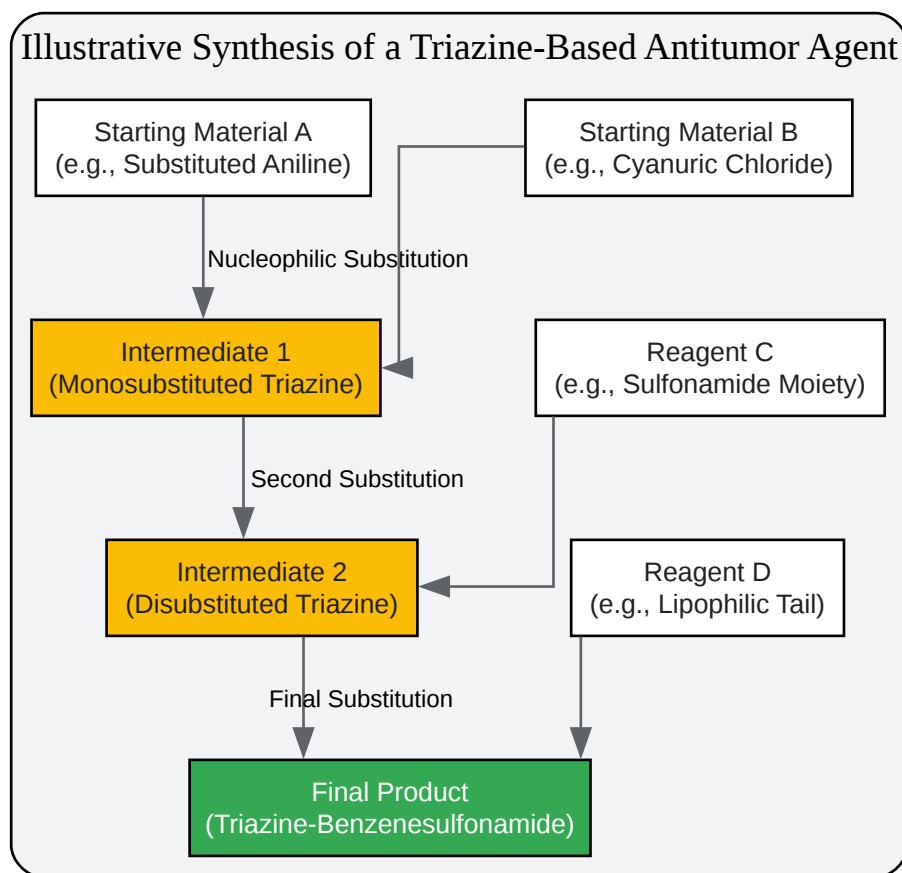 Illustrative Synthesis of a Triazine-Based Antitumor Agent
Starting Material A
(e.g., Substituted Aniline)
Starting Material B
(e.g., Cyanuric Chloride)
Nucleophilic Substitution
Intermediate 1
(Monosubstituted Triazine)
Reagent C
(e.g., Sulfonamide Moiety)
Second Substitution
Intermediate 2
(Disubstituted Triazine)
Reagent D
(e.g., Lipophilic Tail)
Final Substitution
Final Product
(Triazine-Benzenesulfonamide)